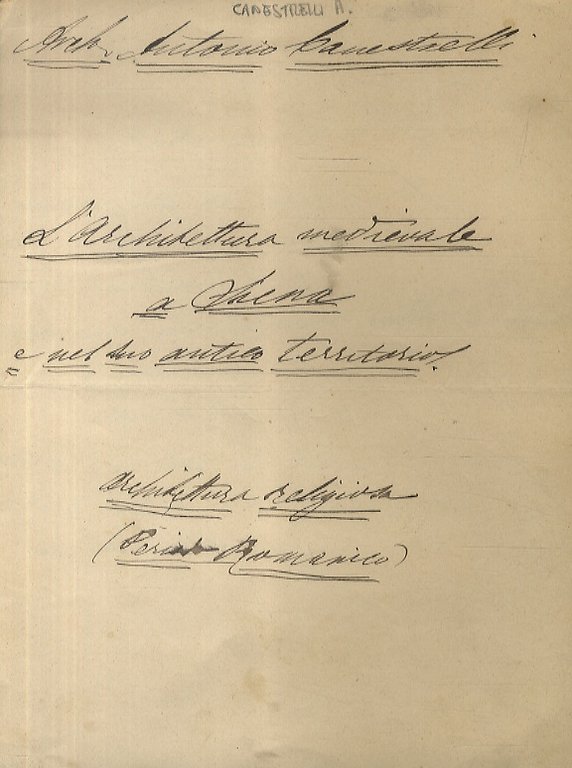 CANESTRELLI A.
Arch. Antonio Canestrelli
L'Architettura medievale
a Siena
e nel suo antico territorio.
Architettura religiosa
(Periodo Romanico)